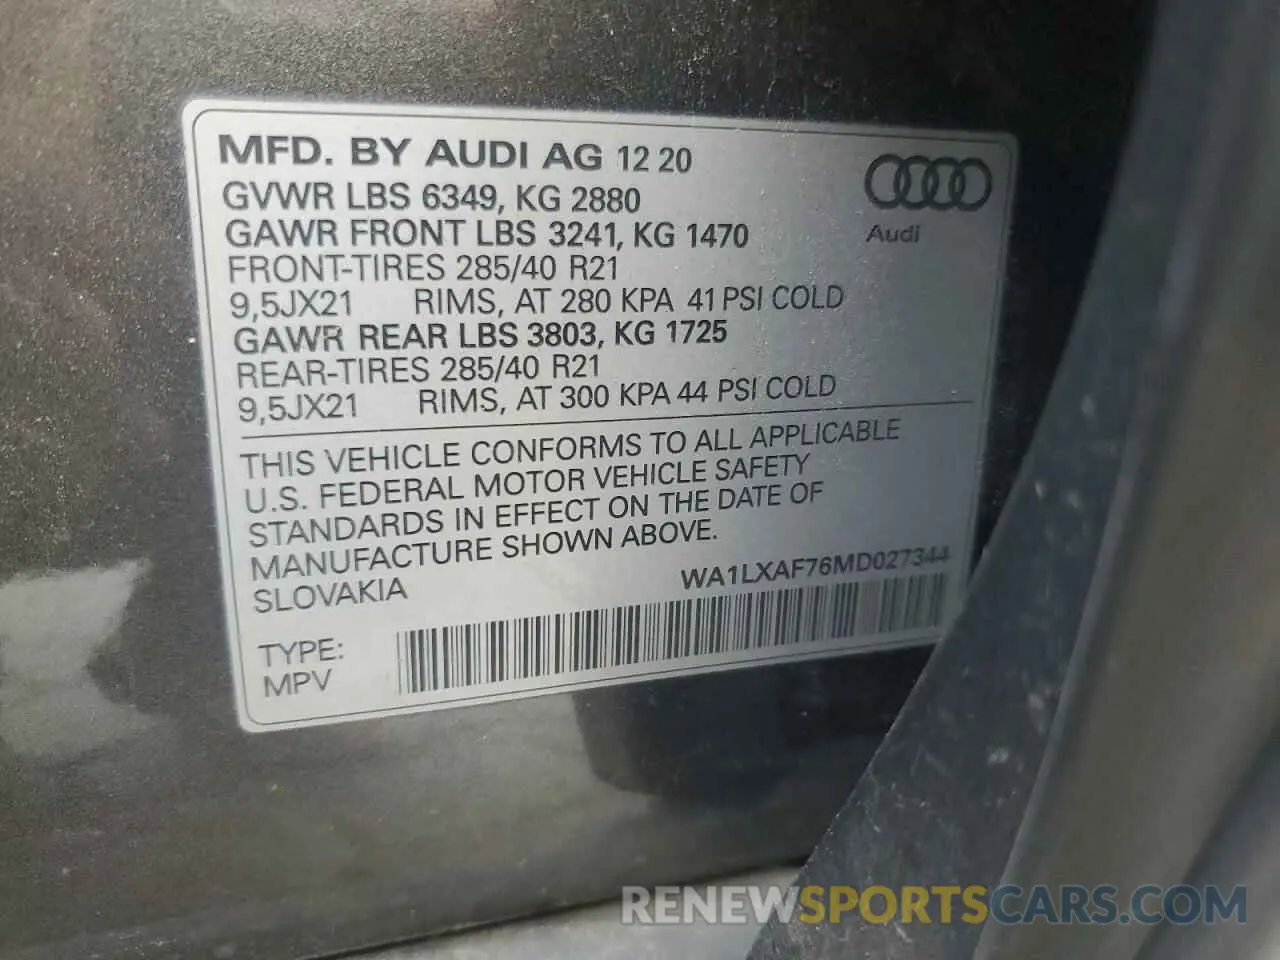 MFD. BY AUDI AG 12 20
GVWR LBS 6349, KG 2880
GAWR FRONT LBS 3241, KG 1470
FRONT-TIRES 285/40 R21
9,5JX21 RIMS, AT 280 KPA 41 PSI COLD
GAWR REAR LBS 3803, KG 1725
REAR-TIRES 285/40 R21
9,5JX21 RIMS, AT 300 KPA 44 PSI COLD
Audi
THIS VEHICLE CONFORMS TO ALL APPLICABLE
U.S. FEDERAL MOTOR VEHICLE SAFETY
STANDARDS IN EFFECT ON THE DATE OF
MANUFACTURE SHOWN ABOVE.
SLOVAKIA
WA1LXAF76MD027344
TYPE:
MPV
RENEWSPORTSCARS.COM